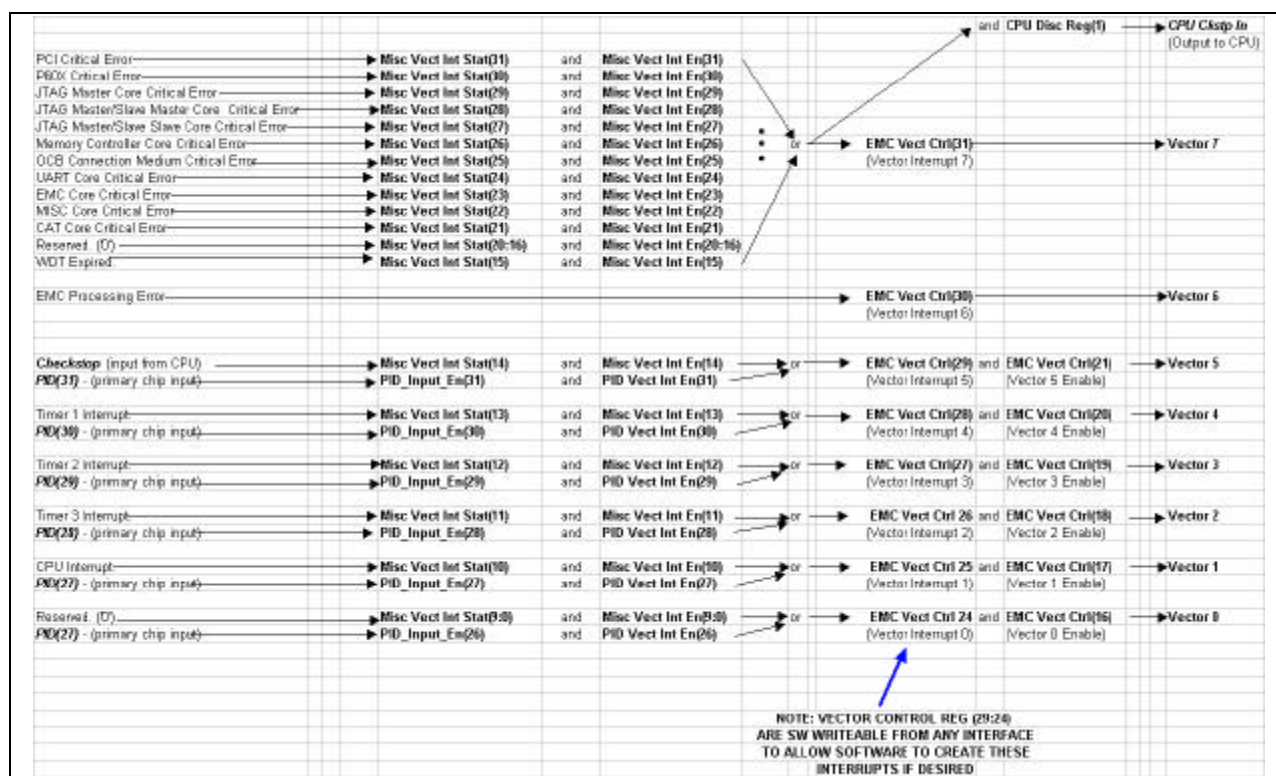 and CPU Disc Reg(1) CPU Ckstp In
(Output to CPU)
PCI Critical Error Misc Vect Int Stat(31) and Misc Vect Int En(31)
P60X Critical Error Misc Vect Int Stat(30) and Misc Vect Int En(30)
JTAG Master Core Critical Error Misc Vect Int Stat(29) and Misc Vect Int En(29)
JTAG Master/Slave Master Core Critical Error Misc Vect Int Stat(28) and Misc Vect Int En(28)
JTAG Master/Slave Slave Core Critical Error Misc Vect Int Stat(27) and Misc Vect Int En(27)
Memory Controller Core Critical Error Misc Vect Int Stat(26) and Misc Vect Int En(26) or EMC Vect Ctrl(31) Vector 7
OCB Connection Medium Critical Error Misc Vect Int Stat(25) and Misc Vect Int En(25) (Vector Interrupt 7)
UART Core Critical Error Misc Vect Int Stat(24) and Misc Vect Int En(24)
EMC Core Critical Error Misc Vect Int Stat(23) and Misc Vect Int En(23)
MISC Core Critical Error Misc Vect Int Stat(22) and Misc Vect Int En(22)
CAT Core Critical Error Misc Vect Int Stat(21) and Misc Vect Int En(21)
Reserved. ('0') Misc Vect Int Stat(20:16) and Misc Vect Int En(20:16)
WDT Expired. Misc Vect Int Stat(15) and Misc Vect Int En(15)
EMC Processing Error EMC Vect Ctrl(30) Vector 6
(Vector Interrupt 6)
Checkstop (input from CPU) Misc Vect Int Stat(14) and Misc Vect Int En(14) or EMC Vect Ctrl(29) and EMC Vect Ctrl(21) Vector 5
PID(31) - (primary chip input) PID_Input_En(31) and PID Vect Int En(31) (Vector Interrupt 5) (Vector 5 Enable)
Timer 1 Interrupt Misc Vect Int Stat(13) and Misc Vect Int En(13) or EMC Vect Ctrl(28) and EMC Vect Ctrl(20) Vector 4
PID(30) - (primary chip input) PID_Input_En(30) and PID Vect Int En(30) (Vector Interrupt 4) (Vector 4 Enable)
Timer 2 Interrupt Misc Vect Int Stat(12) and Misc Vect Int En(12) or EMC Vect Ctrl(27) and EMC Vect Ctrl(19) Vector 3
PID(29) - (primary chip input) PID_Input_En(29) and PID Vect Int En(29) (Vector Interrupt 3) (Vector 3 Enable)
Timer 3 Interrupt Misc Vect Int Stat(11) and Misc Vect Int En(11) or EMC Vect Ctrl 26 and EMC Vect Ctrl(18) Vector 2
PID(28) - (primary chip input) PID_Input_En(28) and PID Vect Int En(28) (Vector Interrupt 2) (Vector 2 Enable)
CPU Interrupt Misc Vect Int Stat(10) and Misc Vect Int En(10) or EMC Vect Ctrl 25 and EMC Vect Ctrl(17) Vector 1
PID(27) - (primary chip input) PID_Input_En(27) and PID Vect Int En(27) (Vector Interrupt 1) (Vector 1 Enable)
Reserved. ('0') Misc Vect Int Stat(9:0) and Misc Vect Int En(9:0) or EMC Vect Ctrl 24 and EMC Vect Ctrl(16) Vector 0
PID(27) - (primary chip input) PID_Input_En(26) and PID Vect Int En(26) (Vector Interrupt 0) (Vector 0 Enable)
NOTE: VECTOR CONTROL REG (29:24)
ARE SW WRITEABLE FROM ANY INTERFACE
TO ALLOW SOFTWARE TO CREATE THESE
INTERRUPTS IF DESIRED